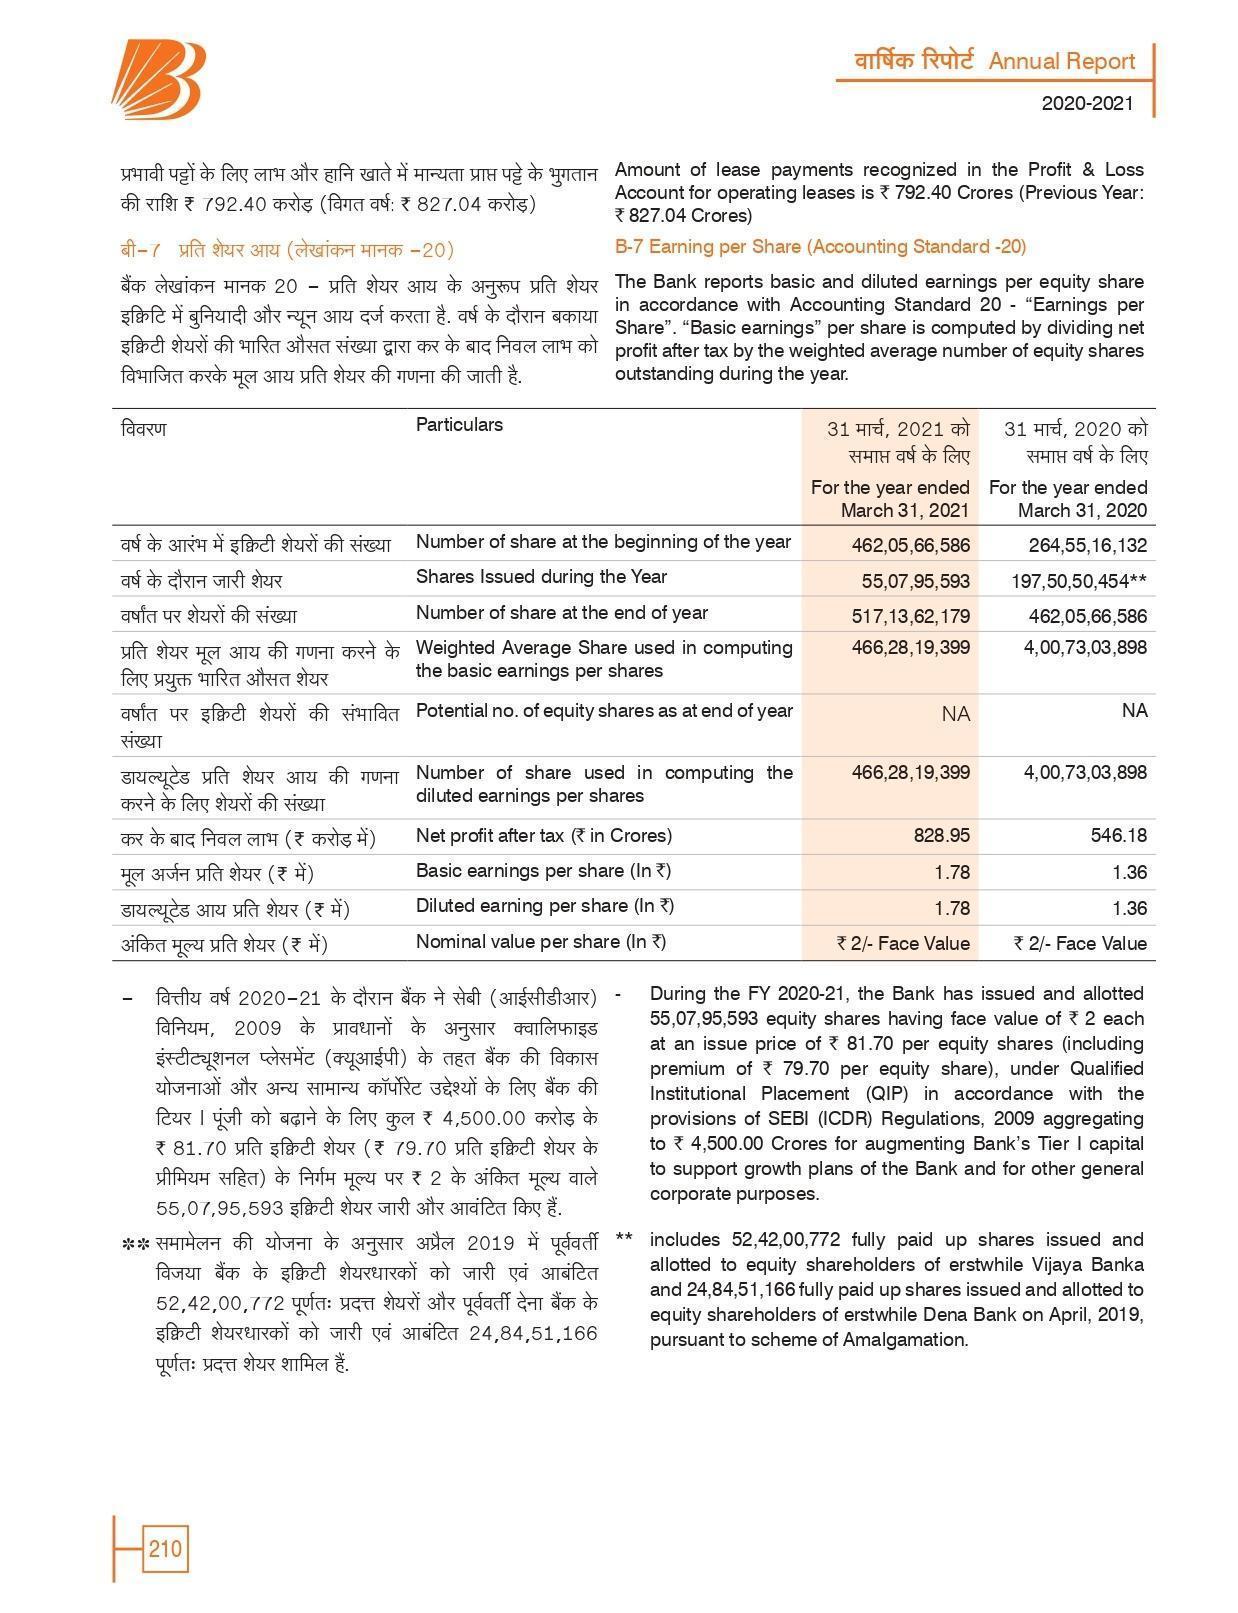 वार्षिक रिपोर्ट Annual Report
2020-2021
प्रभावी पट्टों के लिए लाभ और हानि खाते में मान्यता प्राप्त पट्टे के भुगतान
की राशि ₹ 792.40 करोड़ (विगत वर्ष: ₹ 827.04 करोड़)
बी-7 प्रति शेयर आय (लेखांकन मानक -20)
बैंक लेखांकन मानक 20 - प्रति शेयर आय के अनुरूप प्रति शेयर
इक्विटि में बुनियादी और न्यून आय दर्ज करता है. वर्ष के दौरान बकाया
इक्विटी शेयरों की भारित औसत संख्या द्वारा कर के बाद निवल लाभ को
विभाजित करके मूल आय प्रति शेयर की गणना की जाती है.
Amount of lease payments recognized in the Profit & Loss
Account for operating leases is ₹ 792.40 Crores (Previous Year:
₹ 827.04 Crores)
B-7 Earning per Share (Accounting Standard -20)
The Bank reports basic and diluted earnings per equity share
in accordance with Accounting Standard 20 - “Earnings per
Share”. “Basic earnings” per share is computed by dividing net
profit after tax by the weighted average number of equity shares
outstanding during the year.
विवरण Particulars 31 मार्च, 2021 को 31 मार्च, 2020 को
समाप्त वर्ष के लिए समाप्त वर्ष के लिए
For the year ended For the year ended
March 31, 2021 March 31, 2020
वर्ष के आरंभ में इक्विटी शेयरों की संख्या Number of share at the beginning of the year 462,05,66,586 264,55,16,132
वर्ष के दौरान जारी शेयर Shares Issued during the Year 55,07,95,593 197,50,50,454**
वर्षांत पर शेयरों की संख्या Number of share at the end of year 517,13,62,179 462,05,66,586
प्रति शेयर मूल आय की गणना करने के Weighted Average Share used in computing 466,28,19,399 4,00,73,03,898
लिए प्रयुक्त भारित औसत शेयर the basic earnings per shares
वर्षांत पर इक्विटी शेयरों की संभावित Potential no. of equity shares as at end of year NA NA
संख्या
डायल्यूटेड प्रति शेयर आय की गणना Number of share used in computing the 466,28,19,399 4,00,73,03,898
करने के लिए शेयरों की संख्या diluted earnings per shares
कर के बाद निवल लाभ (₹ करोड़ में) Net profit after tax (₹ in Crores) 828.95 546.18
मूल अर्जन प्रति शेयर (₹ में) Basic earnings per share (In ₹) 1.78 1.36
डायल्यूटेड आय प्रति शेयर (₹ में) Diluted earning per share (In ₹) 1.78 1.36
अंकित मूल्य प्रति शेयर (₹ में) Nominal value per share (In ₹) ₹ 2/- Face Value ₹ 2/- Face Value
- वित्तीय वर्ष 2020-21 के दौरान बैंक ने सेबी (आईसीडीआर)
विनियम, 2009 के प्रावधानों के अनुसार क्वालिफाइड
इंस्टीट्यूशनल प्लेसमेंट (क्यूआईपी) के तहत बैंक की विकास
योजनाओं और अन्य सामान्य कॉर्पोरेट उद्देश्यों के लिए बैंक की
टियर I पूंजी को बढ़ाने के लिए कुल ₹ 4,500.00 करोड़ के
₹ 81.70 प्रति इक्विटी शेयर (₹ 79.70 प्रति इक्विटी शेयर के
प्रीमियम सहित) के निर्गम मूल्य पर ₹ 2 के अंकित मूल्य वाले
55,07,95,593 इक्विटी शेयर जारी और आवंटित किए हैं.
** समामेलन की योजना के अनुसार अप्रैल 2019 में पूर्ववर्ती
विजया बैंक के इक्विटी शेयरधारकों को जारी एवं आबंटित
52,42,00,772 पूर्णतः प्रदत्त शेयरों और पूर्ववर्ती देना बैंक के
इक्विटी शेयरधारकों को जारी एवं आबंटित 24,84,51,166
पूर्णतः प्रदत्त शेयर शामिल हैं.
- During the FY 2020-21, the Bank has issued and allotted
55,07,95,593 equity shares having face value of ₹ 2 each
at an issue price of ₹ 81.70 per equity shares (including
premium of ₹ 79.70 per equity share), under Qualified
Institutional Placement (QIP) in accordance with the
provisions of SEBI (ICDR) Regulations, 2009 aggregating
to ₹ 4,500.00 Crores for augmenting Bank’s Tier I capital
to support growth plans of the Bank and for other general
corporate purposes.
** includes 52,42,00,772 fully paid up shares issued and
allotted to equity shareholders of erstwhile Vijaya Banka
and 24,84,51,166 fully paid up shares issued and allotted to
equity shareholders of erstwhile Dena Bank on April, 2019,
pursuant to scheme of Amalgamation.
210